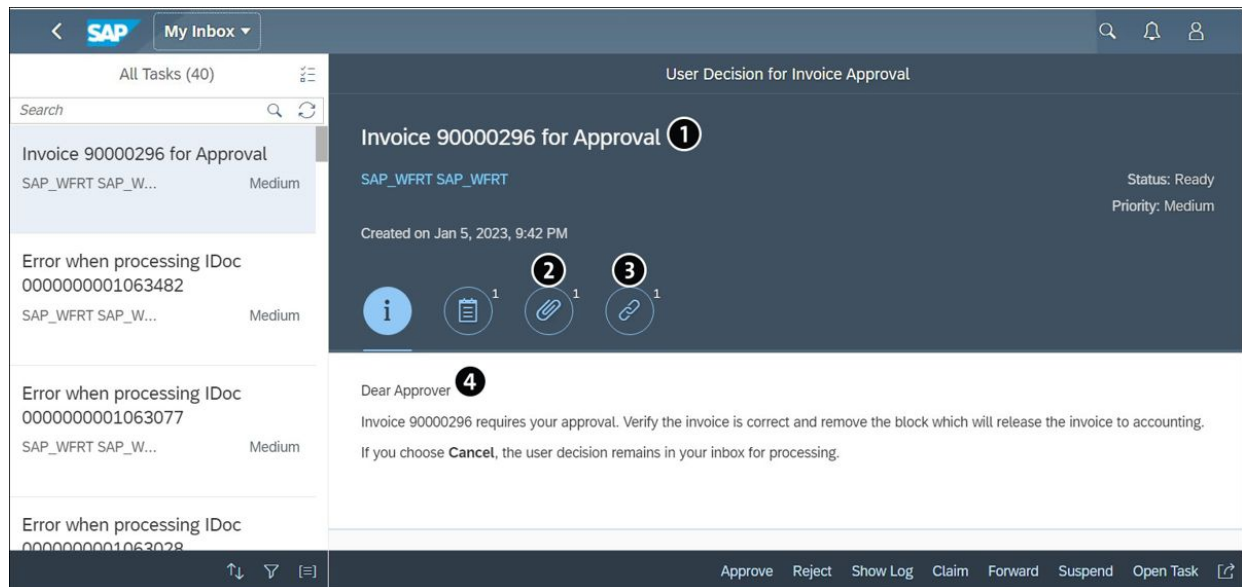 SAP My Inbox
All Tasks (40)
Search
Invoice 90000296 for Approval
SAP_WFRT SAP_W... Medium
Error when processing IDoc
0000000001063482
SAP_WFRT SAP_W... Medium
Error when processing IDoc
0000000001063077
SAP_WFRT SAP_W... Medium
Error when processing IDoc
0000000001063028
User Decision for Invoice Approval
Invoice 90000296 for Approval 1
SAP_WFRT SAP_WFRT
Status: Ready
Priority: Medium
Created on Jan 5, 2023, 9:42 PM
2 3
i 1 1 1
Dear Approver 4
Invoice 90000296 requires your approval. Verify the invoice is correct and remove the block which will release the invoice to accounting.
If you choose Cancel, the user decision remains in your inbox for processing.
Approve Reject Show Log Claim Forward Suspend Open Task